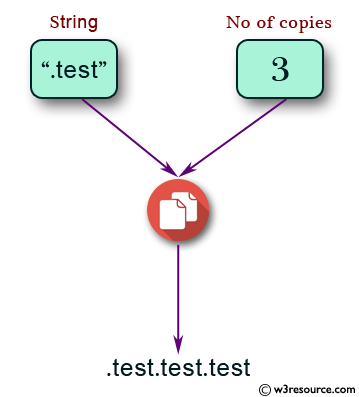 String
No of copies
“.test”
3
.test.test.test
© w3resource.com